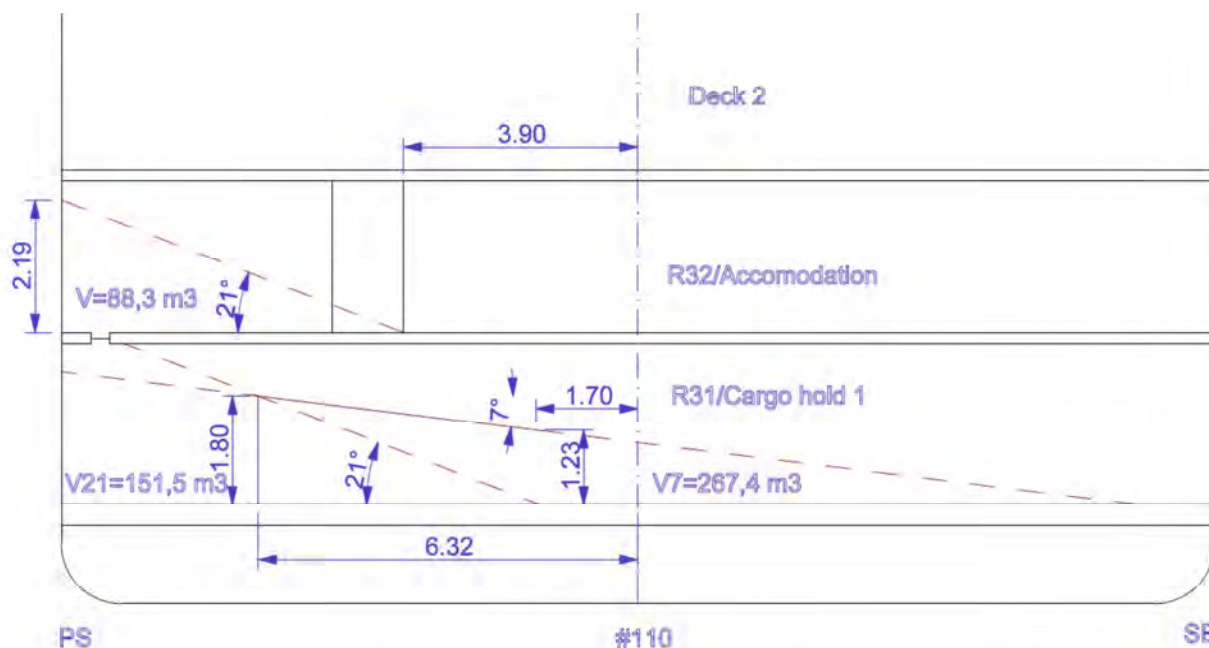 Deck 2
3.90
2.19
21°
V=88,3 m3
R32/Accomodation
7°
1.70
R31/Cargo hold 1
1.80
21°
1.23
V21=151,5 m3
V7=267,4 m3
6.32
PS
#110